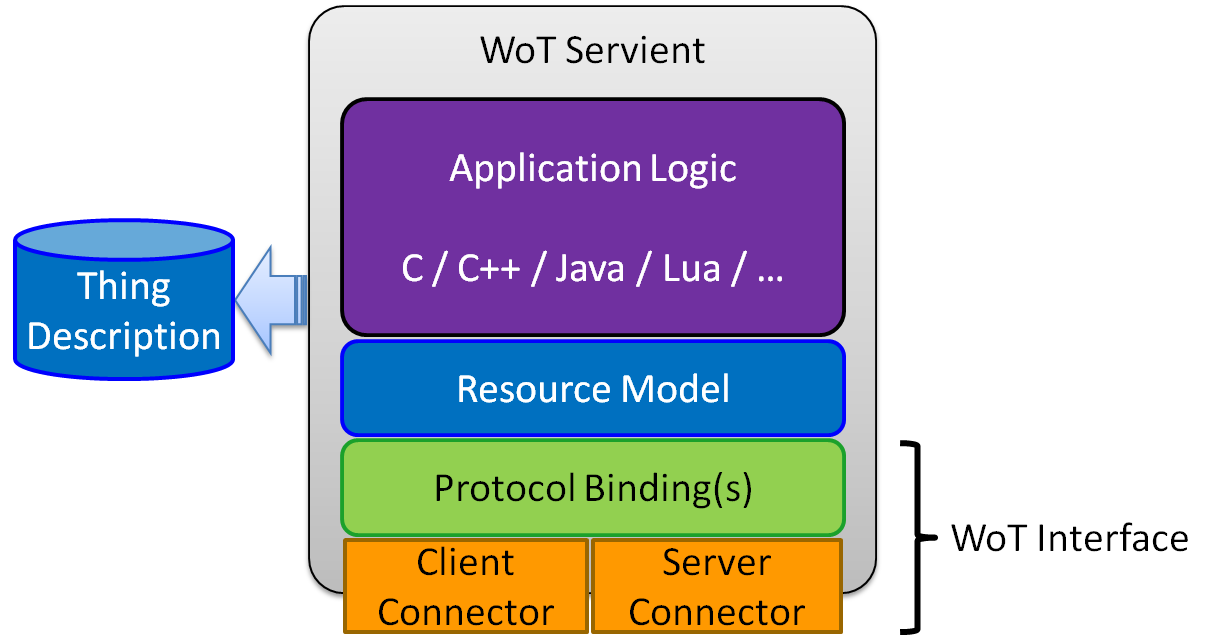 WoT Servient
Application Logic
C / C++ / Java / Lua / ...
Thing
Description
Resource Model
Protocol Binding(s)
Client
Connector
Server
Connector
WoT Interface